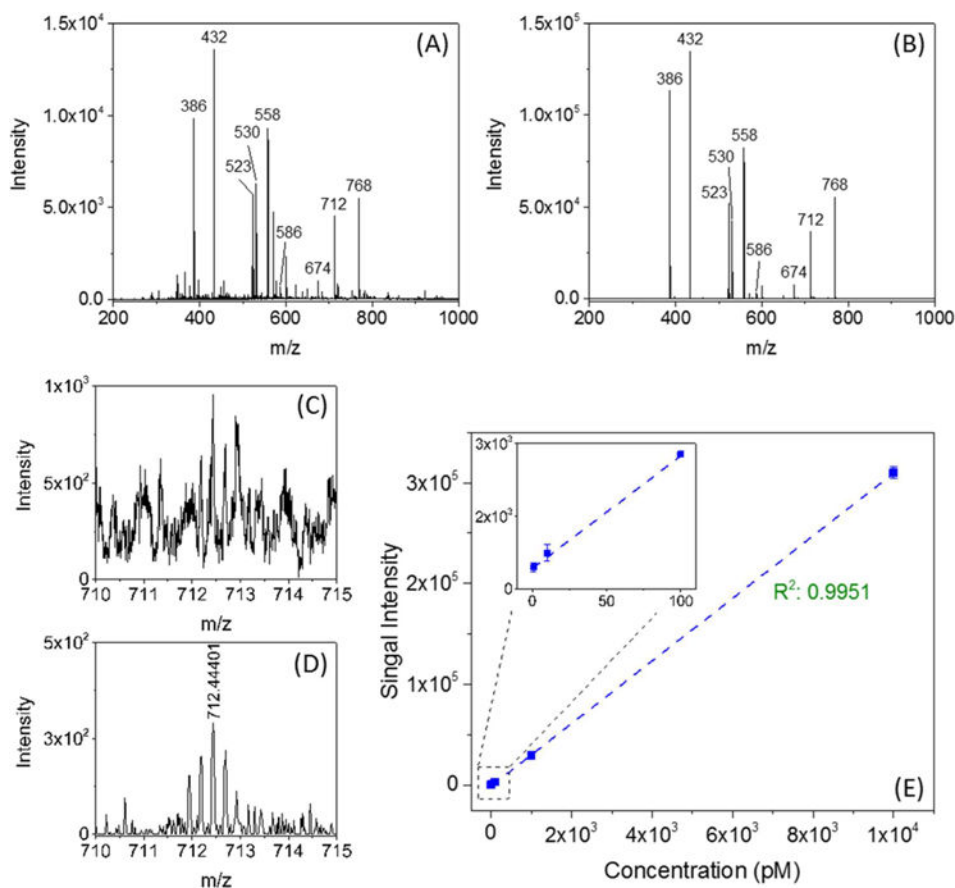 (A)
1.5x10⁴
1.0x10⁴
5.0x10³
0.0
Intensity
386
432
523
530
558
586
674
712
768
200
400
600
800
1000
m/z
(B)
1.5x10⁵
1.0x10⁵
5.0x10⁴
0.0
Intensity
386
432
523
530
558
586
674
712
768
200
400
600
800
1000
m/z
(C)
1x10³
5x10²
0
Intensity
710
711
712
713
714
715
m/z
(D)
5x10²
3x10²
0
Intensity
712.44401
710
711
712
713
714
715
m/z
3x10³
2x10³
0
0
50
100
3x10⁵
2x10⁵
1x10⁵
0
Singal Intensity
R²: 0.9951
(E)
0
2x10³
4x10³
6x10³
8x10³
1x10⁴
Concentration (pM)